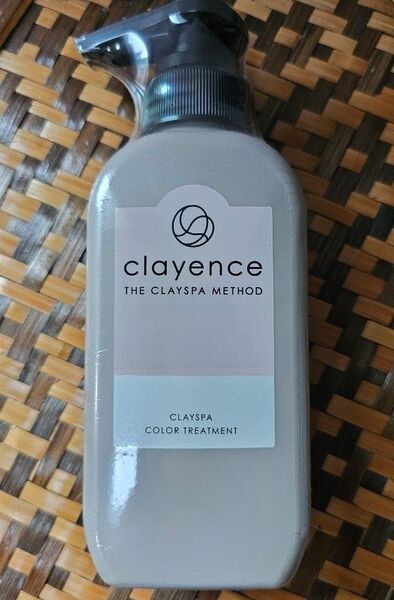 clayence
THE CLAYSPA METHOD
CLAYSPA
COLOR TREATMENT